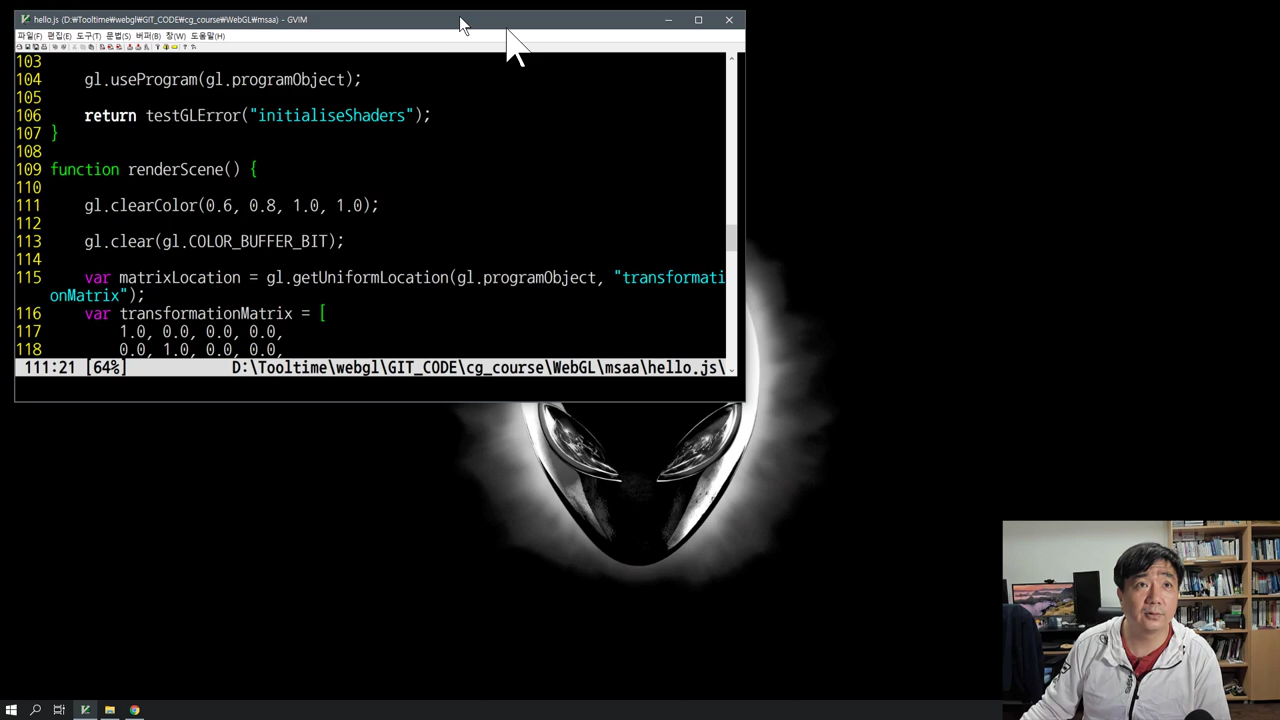 hello.js (D:₩Tooltime₩webgl₩GIT_CODE₩cg_course₩WebGL₩msaa) - GVIM
파일(F) 편집(E) 도구(T) 문법(S) 버퍼(B) 창(W) 도움말(H)
103
104     gl.useProgram(gl.programObject);
105
106     return testGLError("initialiseShaders");
107 }
108
109 function renderScene() {
110
111     gl.clearColor(0.6, 0.8, 1.0, 1.0);
112
113     gl.clear(gl.COLOR_BUFFER_BIT);
114
115     var matrixLocation = gl.getUniformLocation(gl.programObject, "transformati
onMatrix");
116     var transformationMatrix = [
117         1.0, 0.0, 0.0, 0.0,
118         0.0, 1.0, 0.0, 0.0,
111:21 [64%] D:\Tooltime\webgl\GIT_CODE\cg_course\WebGL\msaa\hello.js\